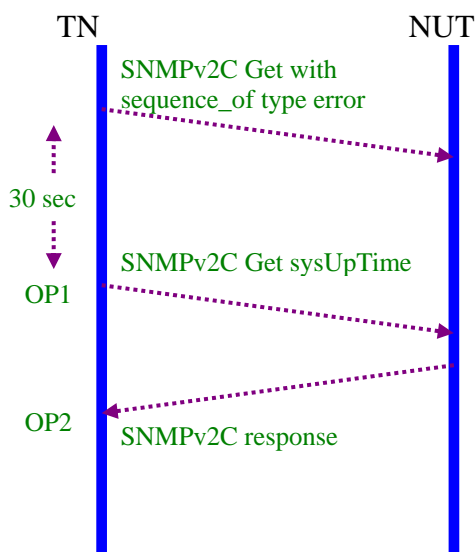 TN NUT
SNMPv2C Get with
sequence_of type error
30 sec
SNMPv2C Get sysUpTime
OP1
OP2
SNMPv2C response